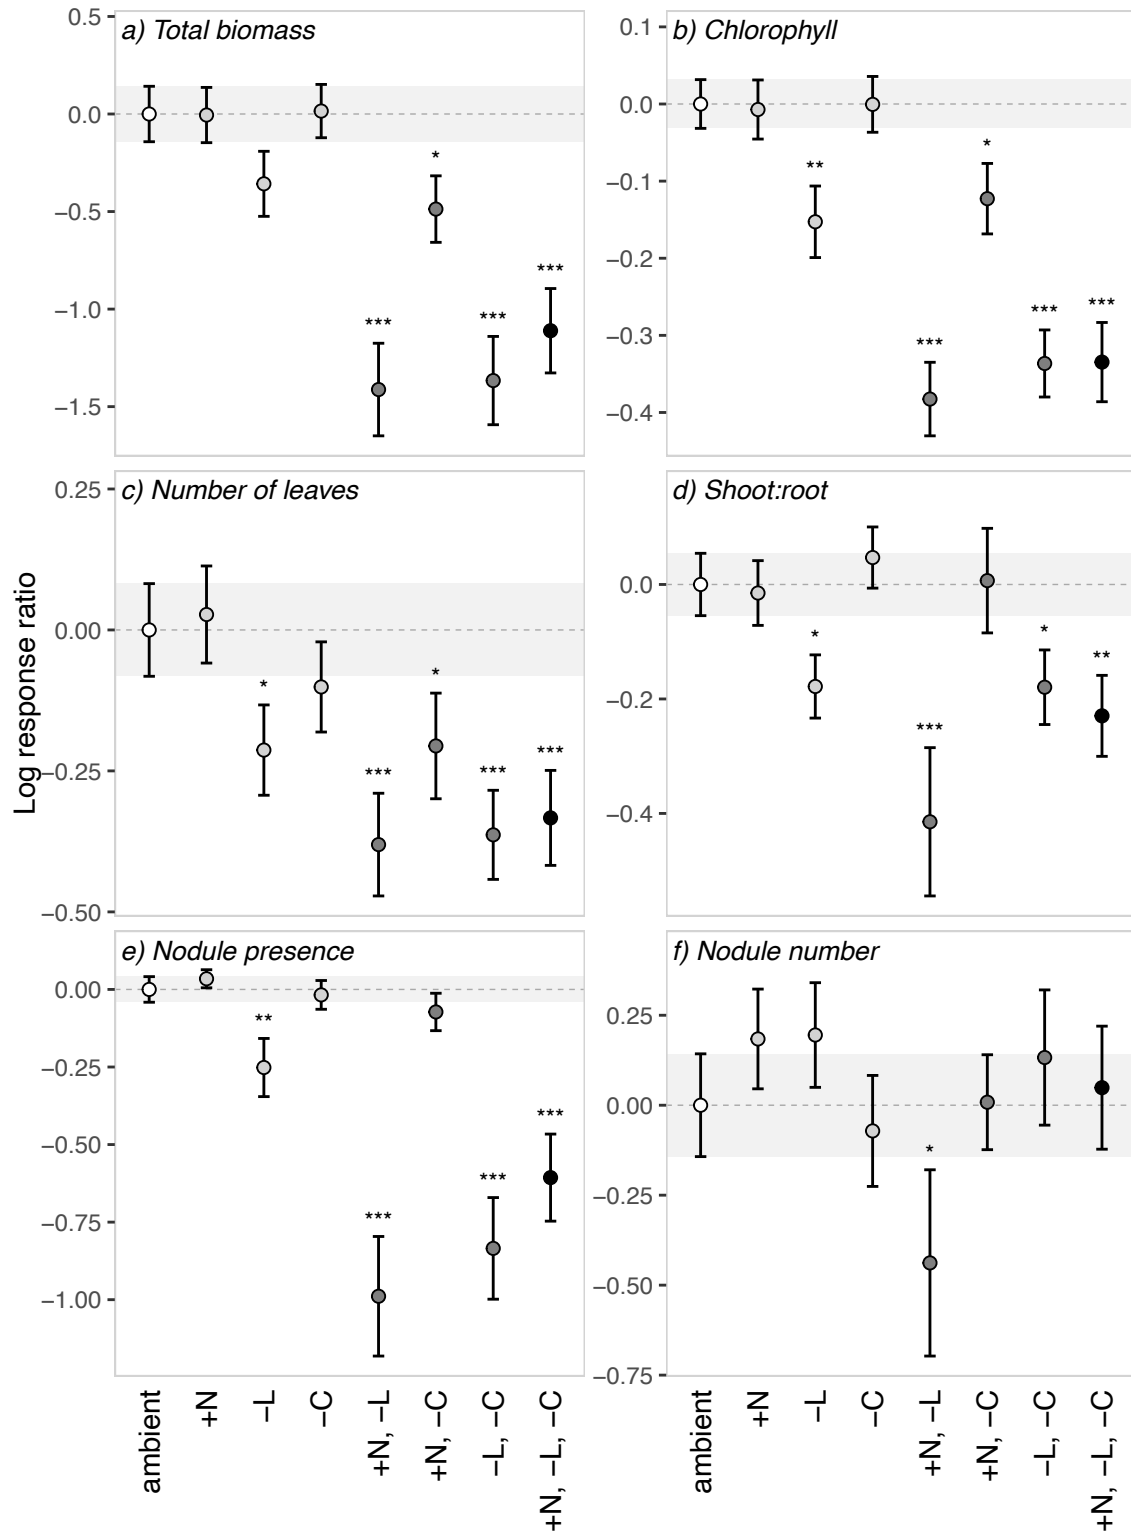 a) Total biomass
0.5
0.0
−0.5
−1.0
−1.5
*
***
***
***
b) Chlorophyll
0.1
0.0
−0.1
−0.2
−0.3
−0.4
**
*
***
***
***
c) Number of leaves
0.25
0.00
−0.25
−0.50
*
*
***
***
***
d) Shoot:root
0.0
−0.2
−0.4
*
*
**
***
e) Nodule presence
0.00
−0.25
−0.50
−0.75
−1.00
**
***
***
***
f) Nodule number
0.25
0.00
−0.25
−0.50
−0.75
*
Log response ratio
ambient
+N
−L
−C
+N, −L
+N, −C
−L, −C
+N, −L, −C
ambient
+N
−L
−C
+N, −L
+N, −C
−L, −C
+N, −L, −C